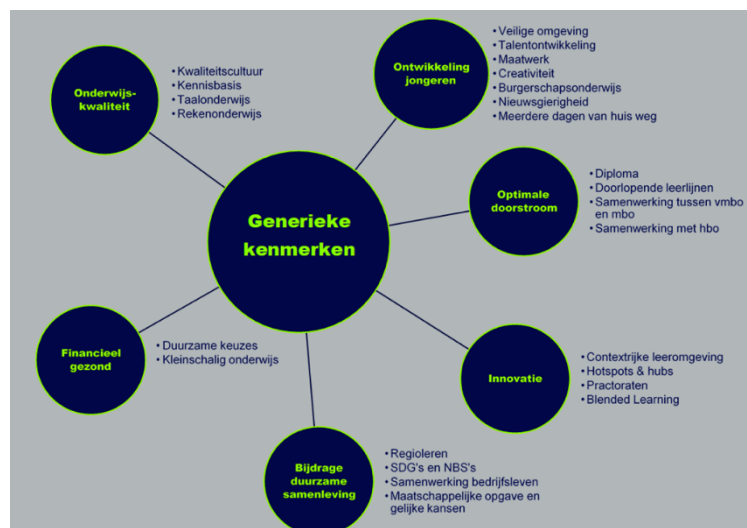 Generieke
kenmerken
Onderwijs-
kwaliteit
• Kwaliteitscultuur
• Kennisbasis
• Taalonderwijs
• Rekenonderwijs
Ontwikkeling
jongeren
• Veilige omgeving
• Talentontwikkeling
• Maatwerk
• Creativiteit
• Burgerschapsonderwijs
• Nieuwsgierigheid
• Meerdere dagen van huis weg
Optimale
doorstroom
• Diploma
• Doorlopende leerlijnen
• Samenwerking tussen vmbo
en mbo
• Samenwerking met hbo
Innovatie
• Contextrijke leeromgeving
• Hotspots & hubs
• Practoraten
• Blended Learning
Bijdrage
duurzame
samenleving
• Regioleren
• SDG's en NBS's
• Samenwerking bedrijfsleven
• Maatschappelijke opgave en
gelijke kansen
Financieel
gezond
• Duurzame keuzes
• Kleinschalig onderwijs